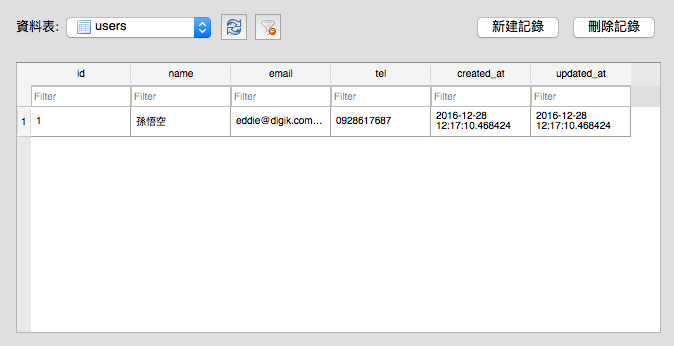 資料表: users 新建記錄 刪除記錄
id name email tel created_at updated_at
Filter Filter Filter Filter Filter Filter
1 1 孫悟空 eddie@digik.com... 0928617687 2016-12-28 2016-12-28
12:17:10.468424 12:17:10.468424